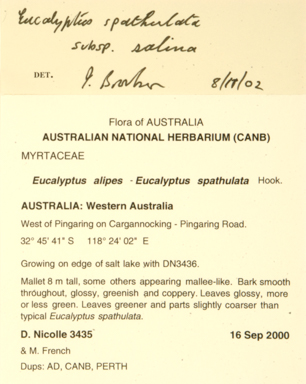 Eucalyptus spathulata
subsp. salina
DET. I. Brooker 8/IV/02
Flora of AUSTRALIA
AUSTRALIAN NATIONAL HERBARIUM (CANB)
MYRTACEAE
Eucalyptus alipes - Eucalyptus spathulata Hook.
AUSTRALIA: Western Australia
West of Pingaring on Cargannocking - Pingaring Road.
32° 45' 41" S 118° 24' 02" E
Growing on edge of salt lake with DN3436.
Mallet 8 m tall, some others appearing mallee-like. Bark smooth
throughout, glossy, greenish and coppery. Leaves glossy, more
or less green. Leaves greener and parts slightly coarser than
typical Eucalyptus spathulata.
D. Nicolle 3435 16 Sep 2000
& M. French
Dups: AD, CANB, PERTH